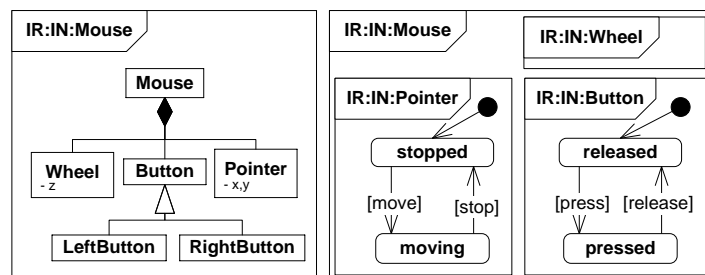 IR:IN:Mouse
Mouse
Wheel
- z
Button
Pointer
- x,y
LeftButton
RightButton
IR:IN:Mouse
IR:IN:Wheel
IR:IN:Pointer
stopped
[move]
[stop]
moving
IR:IN:Button
released
[press]
[release]
pressed